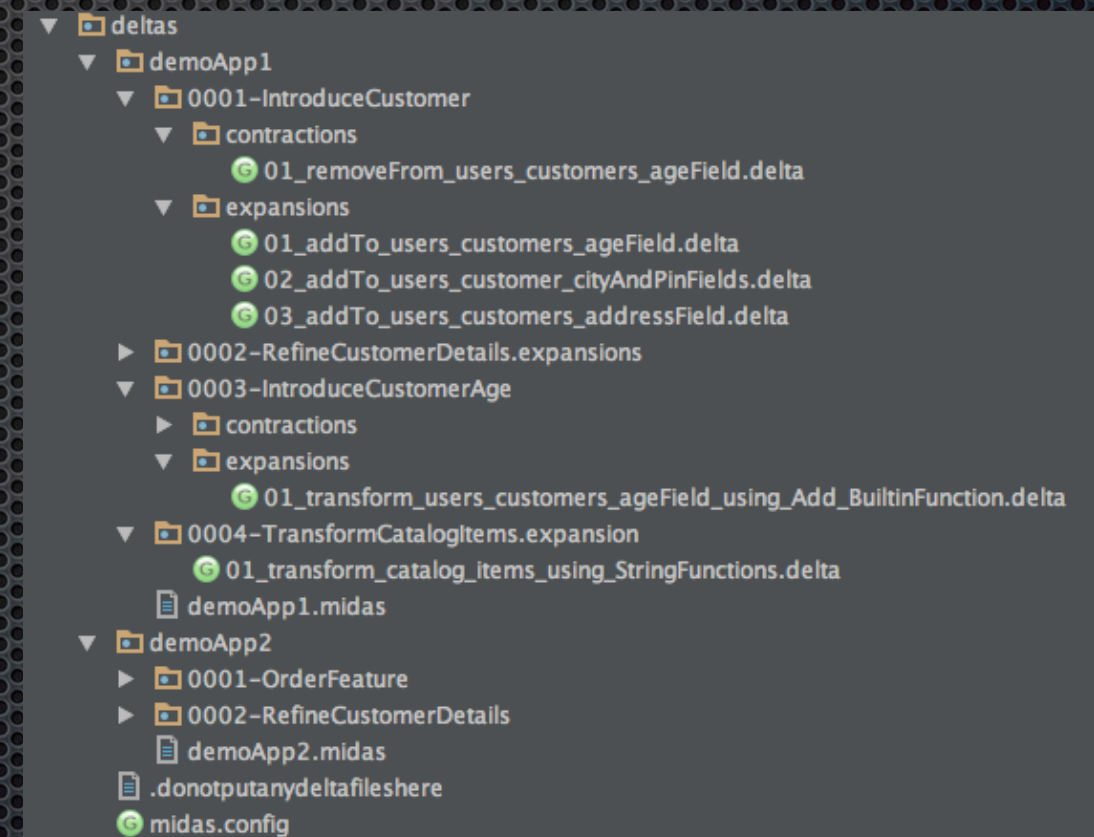 deltas
demoApp1
0001-IntroduceCustomer
contractions
01_removeFrom_users_customers_ageField.delta
expansions
01_addTo_users_customers_ageField.delta
02_addTo_users_customer_cityAndPinFields.delta
03_addTo_users_customers_addressField.delta
0002-RefineCustomerDetails.expansions
0003-IntroduceCustomerAge
contractions
expansions
01_transform_users_customers_ageField_using_Add_BuiltinFunction.delta
0004-TransformCatalogItems.expansion
01_transform_catalog_items_using_StringFunctions.delta
demoApp1.midas
demoApp2
0001-OrderFeature
0002-RefineCustomerDetails
demoApp2.midas
.donotputanydeltafileshere
midas.config